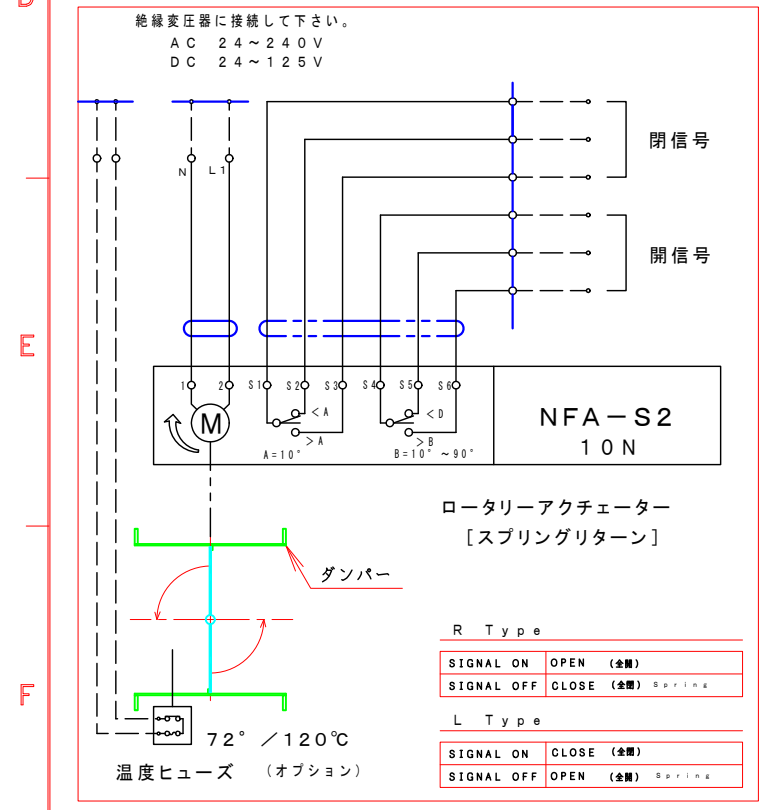 D
絶縁変圧器に接続して下さい。
AC 24~240V
DC 24~125V
閉信号
N L1
開信号
E
1 2 S1 S2 S3 S4 S5 S6
M
<A
>A
A=10°
<D
>B
B=10°~90°
NFA-S2
10N
ロータリーアクチェーター
[スプリングリターン]
ダンパー
R Type
SIGNAL ON OPEN (全開)
SIGNAL OFF CLOSE (全閉) Spring
F
L Type
SIGNAL ON CLOSE (全閉)
SIGNAL OFF OPEN (全開) Spring
72°/120℃
温度ヒューズ (オプション)